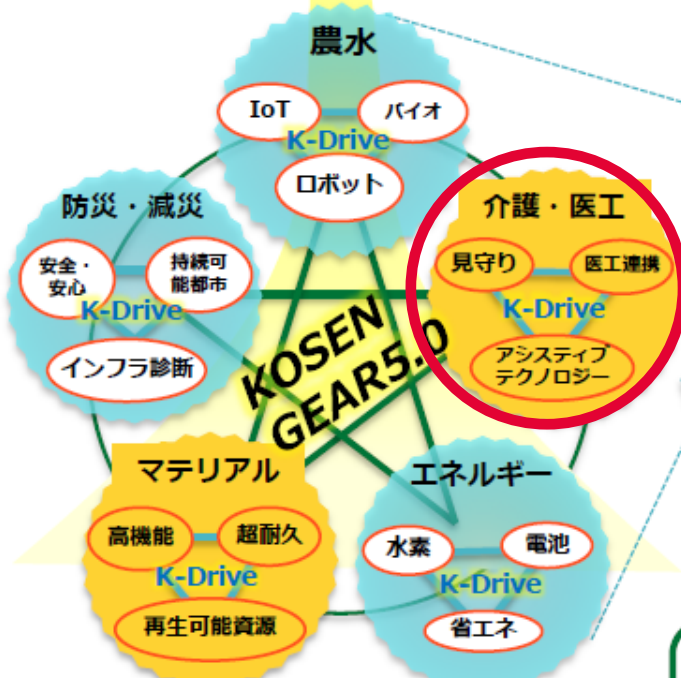 農水
IoT
バイオ
K-Drive
ロボット
防災・減災
安全・
安心
持続可
能都市
K-Drive
インフラ診断
介護・医工
見守り
医工連携
K-Drive
アシスティブ
テクノロジー
KOSEN
GEAR5.0
マテリアル
高機能
超耐久
K-Drive
再生可能資源
エネルギー
水素
電池
K-Drive
省エネ